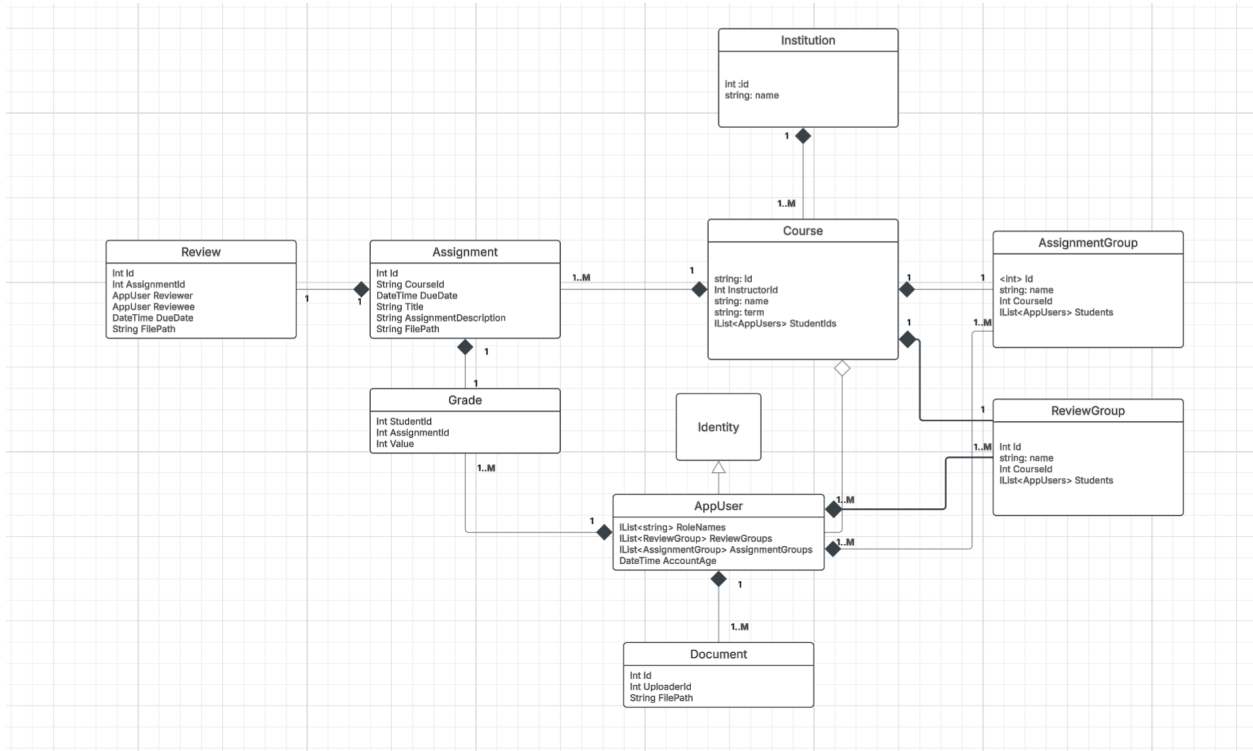 Institution
int :id
string: name
1
1..M
Course
string: id
Int InstructorId
string: name
string: term
IList<AppUsers> StudentIds
Review
Int Id
Int AssignmentId
AppUser Reviewer
AppUser Reviewee
DateTime DueDate
String FilePath
1
1
Assignment
Int Id
String CourseId
DateTime DueDate
String Title
String AssignmentDescription
String FilePath
1..M
1
1
1
AssignmentGroup
<int> Id
string: name
Int CourseId
IList<AppUsers> Students
1..M
1
1
ReviewGroup
Int Id
string: name
Int CourseId
IList<AppUsers> Students
1..M
1
1
Grade
Int StudentId
Int AssignmentId
Int Value
1..M
1
Identity
AppUser
IList<string> RoleNames
IList<ReviewGroup> ReviewGroups
IList<AssignmentGroup> AssignmentGroups
DateTime AccountAge
1..M
1..M
1
1..M
Document
Int Id
Int UploaderId
String FilePath